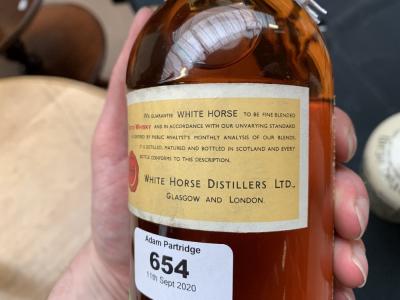 WE GUARANTEE WHITE HORSE TO BE FINE BLENDED
WHISKY AND IN ACCORDANCE WITH OUR UNVARYING STANDARD
BY PUBLIC ANALYST'S MONTHLY ANALYSIS OF OUR BLENDS.
IT IS DISTILLED, MATURED AND BOTTLED IN SCOTLAND AND EVERY
BOTTLE CONFORMS TO THIS DESCRIPTION.
WHITE HORSE DISTILLERS LTD.,
GLASGOW AND LONDON.
Adam Partridge
654
11th Sept 2020